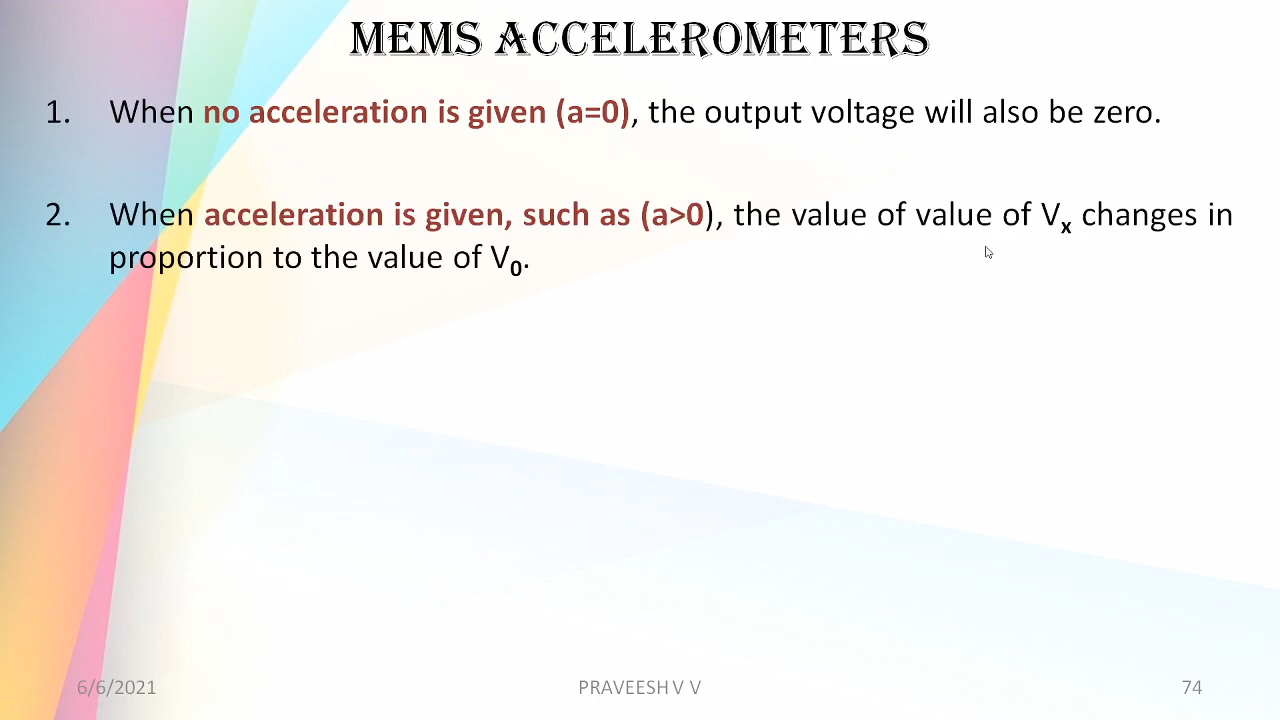 MEMS ACCELEROMETERS
1. When no acceleration is given (a=0), the output voltage will also be zero.
2. When acceleration is given, such as (a>0), the value of value of Vx changes in
proportion to the value of V0.
6/6/2021 PRAVEESH V V 74